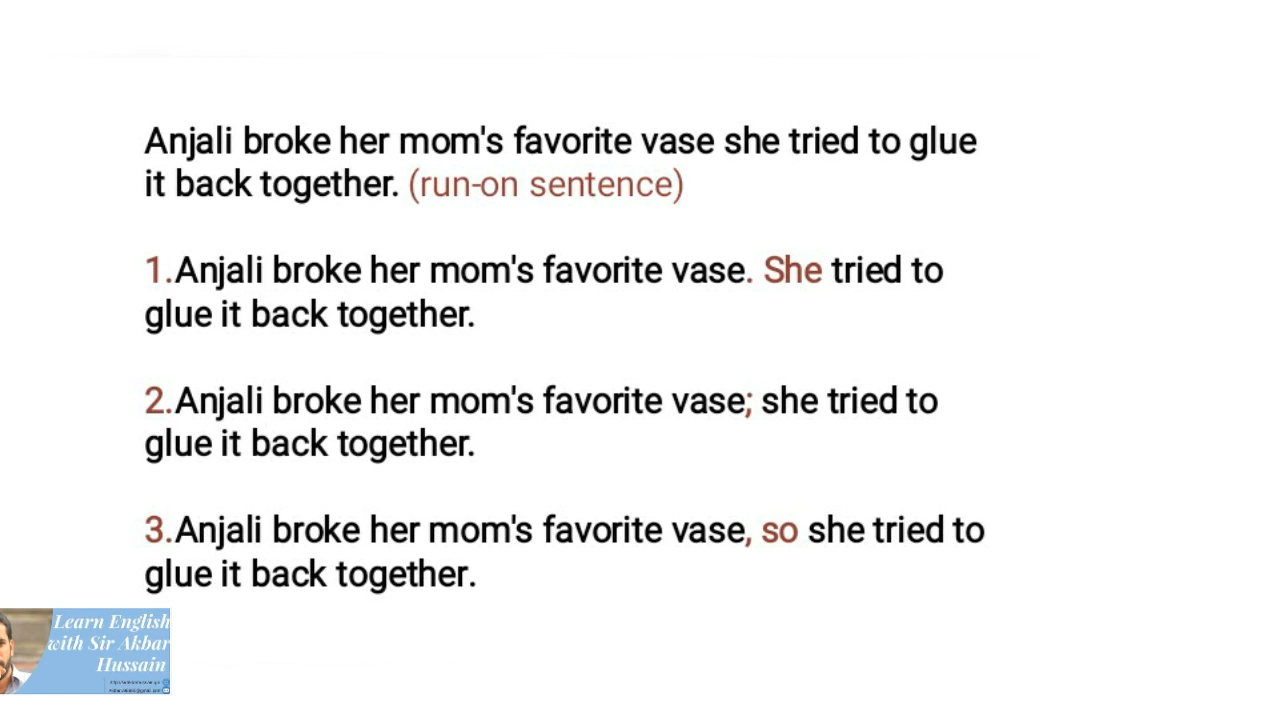 Anjali broke her mom's favorite vase she tried to glue
it back together. (run-on sentence)
1.Anjali broke her mom's favorite vase. She tried to
glue it back together.
2.Anjali broke her mom's favorite vase; she tried to
glue it back together.
3.Anjali broke her mom's favorite vase, so she tried to
glue it back together.
Learn English
with Sir Akbar
Hussain